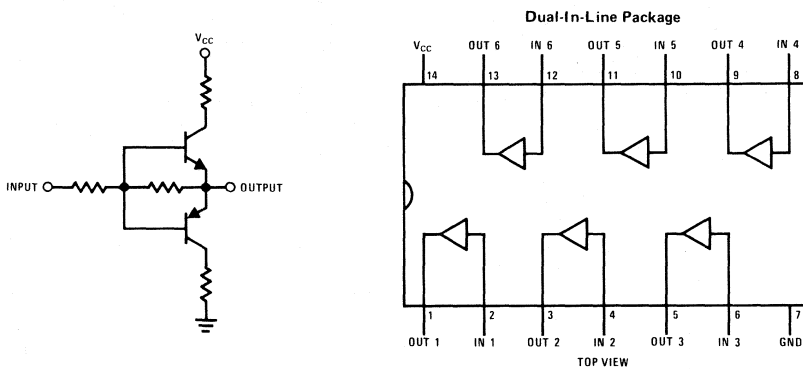 Dual-In-Line Package
VCC OUT 6 IN 6 OUT 5 IN 5 OUT 4 IN 4
14 13 12 11 10 9 8
VCC
INPUT OUTPUT
1 2 3 4 5 6 7
OUT 1 IN 1 OUT 2 IN 2 OUT 3 IN 3 GND
TOP VIEW